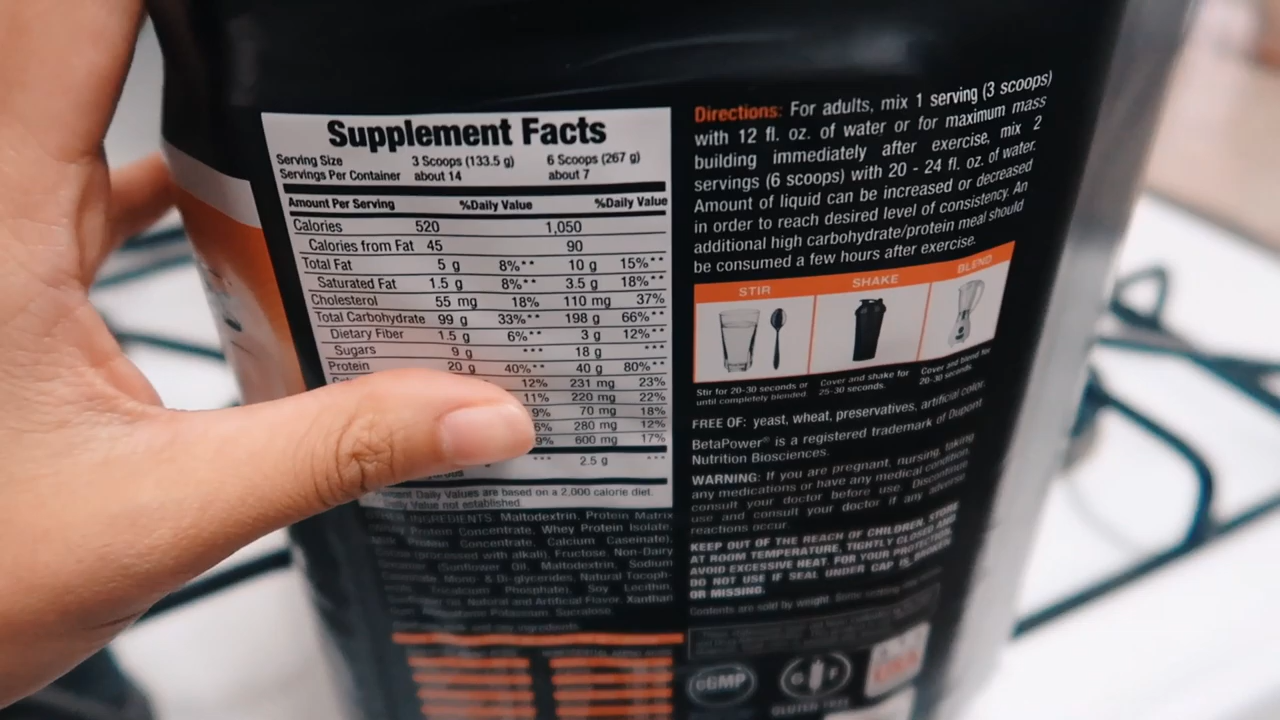 Supplement Facts
Serving Size 3 Scoops (133.5 g) 6 Scoops (267 g)
Servings Per Container about 14 about 7
Amount Per Serving %Daily Value %Daily Value
Calories 520 1,050
Calories from Fat 45 90
Total Fat 5 g 8%** 10 g 15%**
Saturated Fat 1.5 g 8%** 3.5 g 18%**
Cholesterol 55 mg 18% 110 mg 37%
Total Carbohydrate 99 g 33%** 198 g 66%**
Dietary Fiber 1.5 g 6%** 3 g 12%**
Sugars 9 g *** 18 g ***
Protein 20 g 40%** 40 g 80%**
12% 231 mg 23%
11% 220 mg 22%
9% 70 mg 18%
6% 280 mg 12%
9% 600 mg 17%
*** 2.5 g ***
Daily Values are based on a 2,000 calorie diet.
Value not established
INGREDIENTS: Maltodextrin, Protein Matrix
Protein Concentrate, Whey Protein Isolate,
Protein Concentrate, Calcium Caseinate),
(processed with alkali), Fructose, Non-Dairy
(Sunflower Oil, Maltodextrin, Sodium
Mono- & Di-glycerides, Natural Tocoph-
Tricalcium Phosphate), Soy Lecithin,
Natural and Artificial Flavor, Xanthan
Potassium, Sucralose.
Directions: For adults, mix 1 serving (3 scoops)
with 12 fl. oz. of water or for maximum mass
building immediately after exercise, mix 2
servings (6 scoops) with 20 - 24 fl. oz. of water.
Amount of liquid can be increased or decreased
in order to reach desired level of consistency. An
additional high carbohydrate/protein meal should
be consumed a few hours after exercise.
STIR SHAKE BLEND
Stir for 20-30 seconds or
until completely blended.
Cover and shake for
25-30 seconds.
Cover and blend for
20-30 seconds.
FREE OF: yeast, wheat, preservatives, artificial color.
BetaPower® is a registered trademark of Dupont
Nutrition Biosciences.
WARNING: If you are pregnant, nursing, taking
any medications or have any medical condition,
consult your doctor before use. Discontinue
use and consult your doctor if any adverse
reactions occur.
KEEP OUT OF THE REACH OF CHILDREN. STORE
AT ROOM TEMPERATURE, TIGHTLY CLOSED AND
AVOID EXCESSIVE HEAT. FOR YOUR PROTECTION,
DO NOT USE IF SEAL UNDER CAP IS BROKEN
OR MISSING.
Contents are sold by weight.
cGMP
GF
GLUTEN FREE